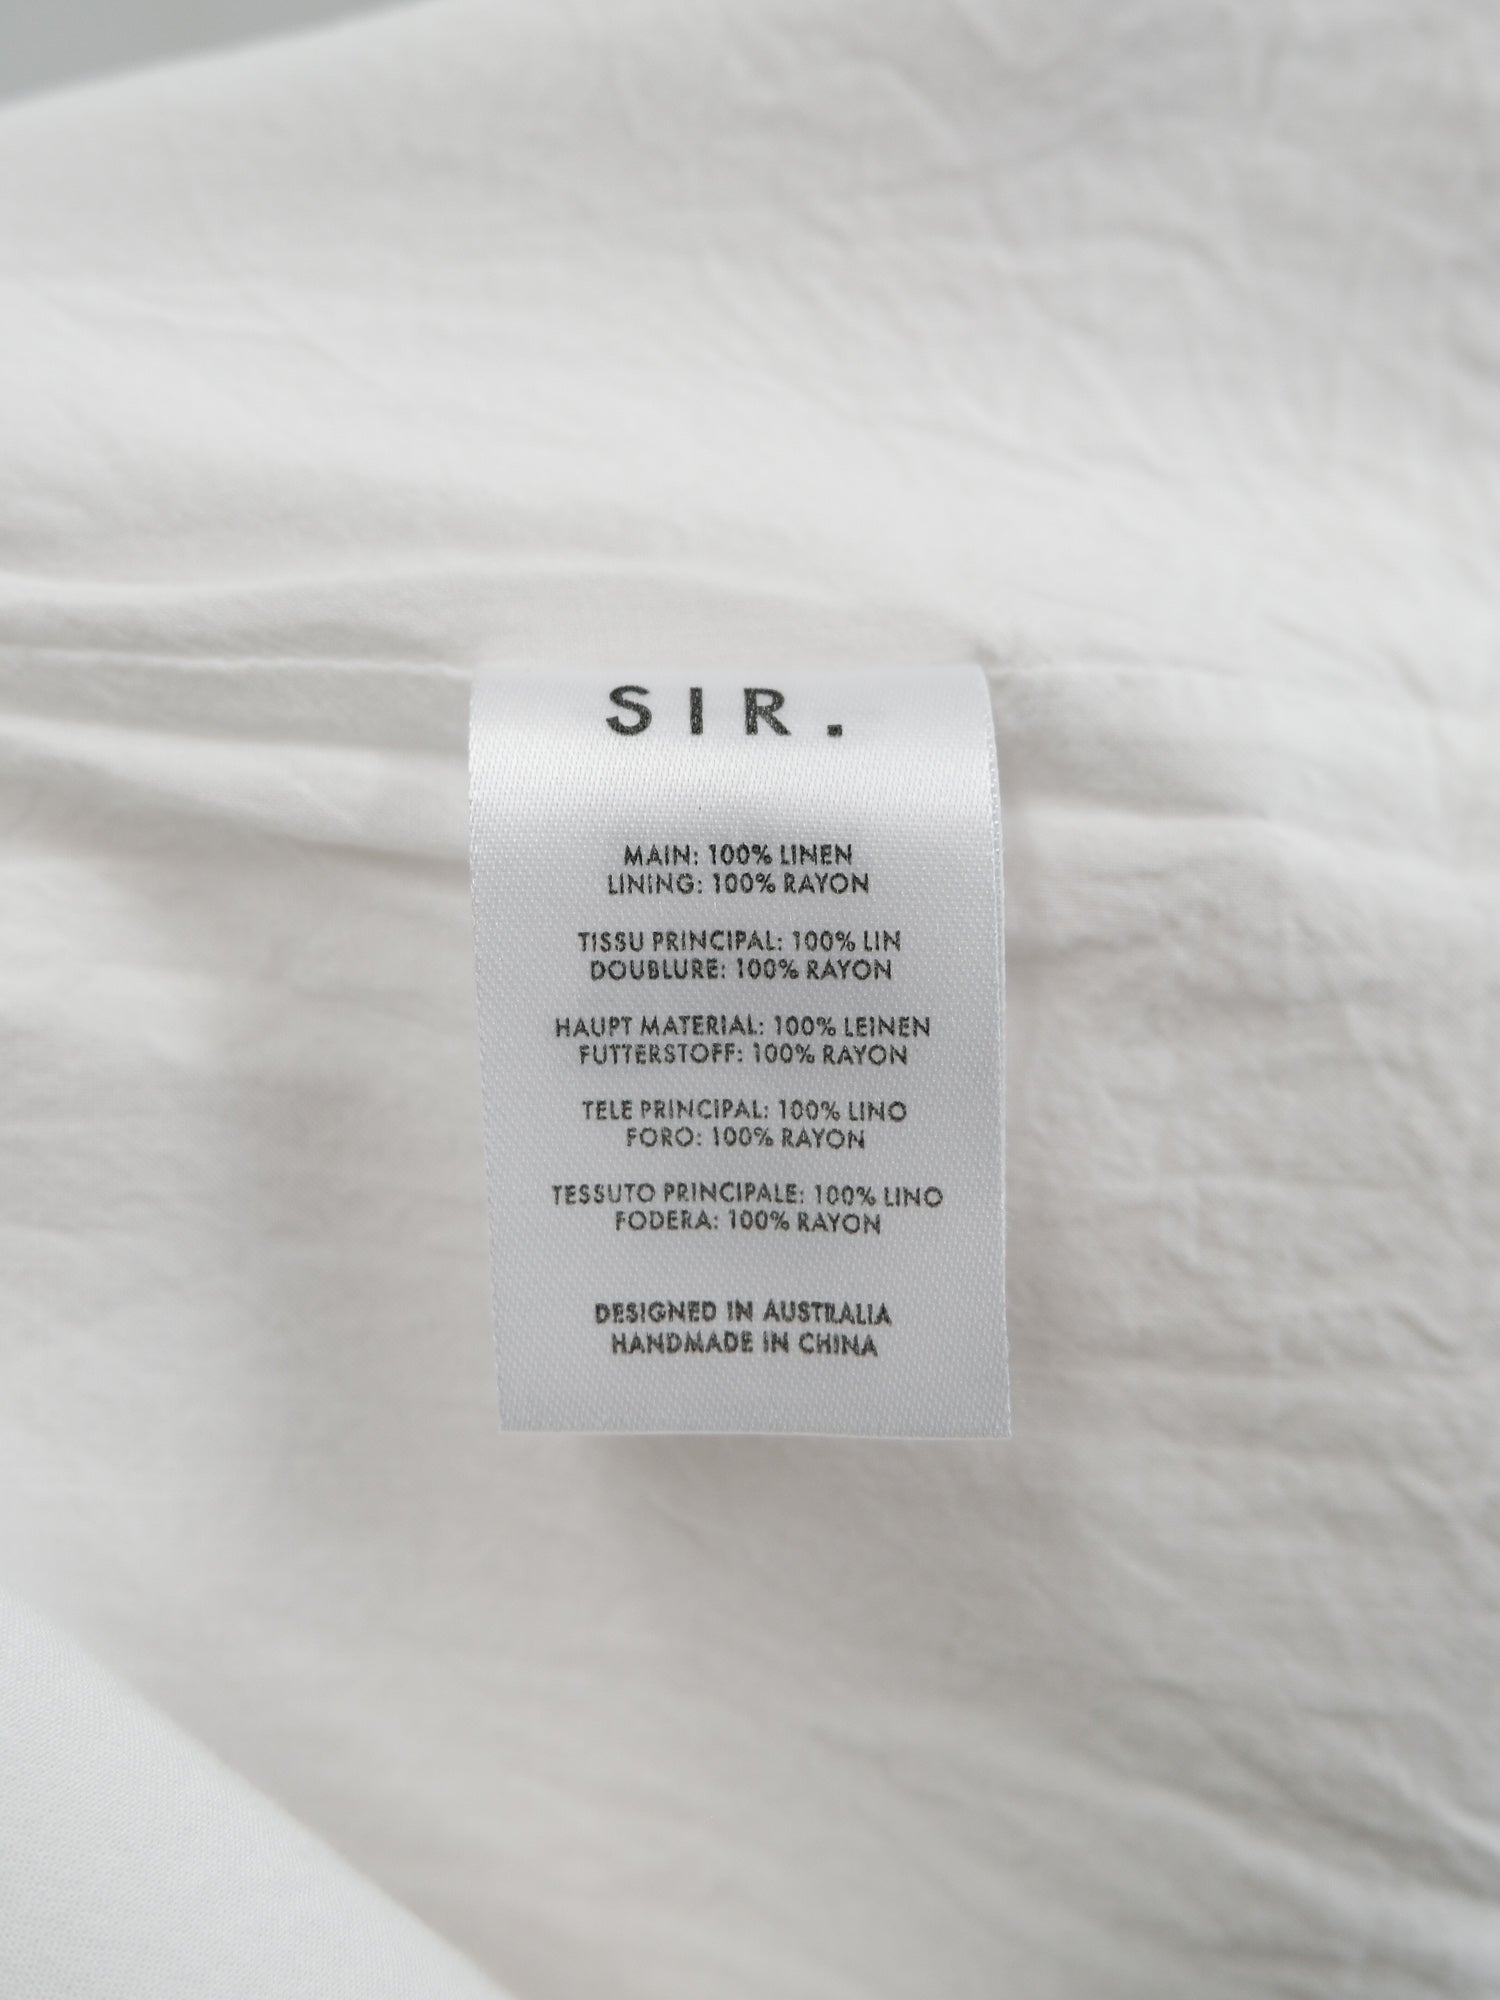 SIR.
MAIN: 100% LINEN
LINING: 100% RAYON
TISSU PRINCIPAL: 100% LIN
DOUBLURE: 100% RAYON
HAUPT MATERIAL: 100% LEINEN
FUTTERSTOFF: 100% RAYON
TELE PRINCIPAL: 100% LINO
FORO: 100% RAYON
TESSUTO PRINCIPALE: 100% LINO
FODERA: 100% RAYON
DESIGNED IN AUSTRALIA
HANDMADE IN CHINA